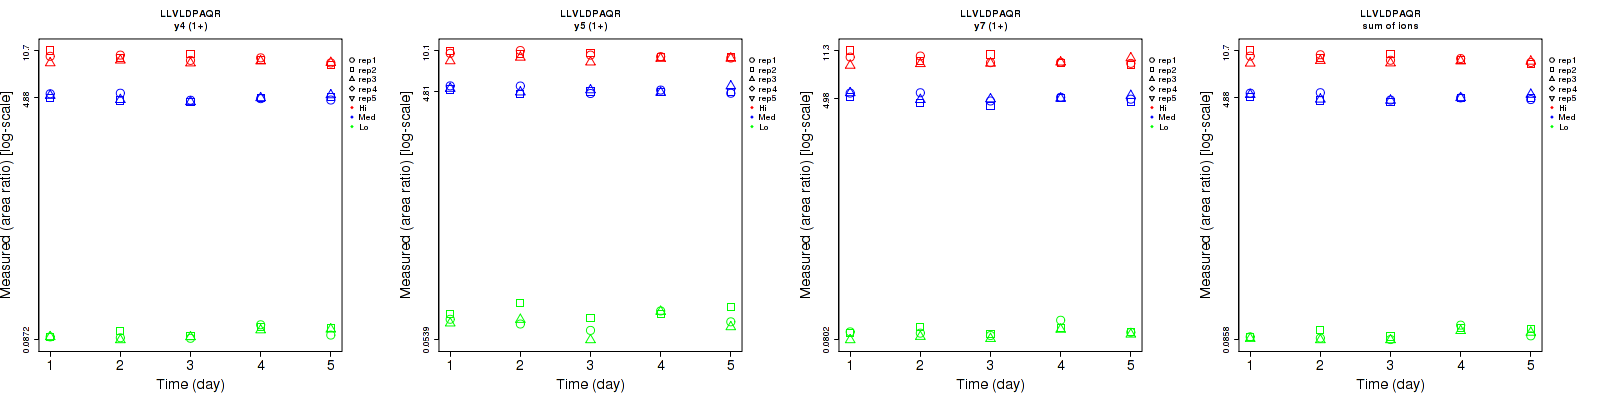 LLVLDPAQR
y4 (1+)
Measured (area ratio) [log-scale]
10.7
4.88
0.0872
1 2 3 4 5
Time (day)
rep1
rep2
rep3
rep4
rep5
Hi
Med
Lo
LLVLDPAQR
y5 (1+)
Measured (area ratio) [log-scale]
10.1
4.81
0.0539
1 2 3 4 5
Time (day)
rep1
rep2
rep3
rep4
rep5
Hi
Med
Lo
LLVLDPAQR
y7 (1+)
Measured (area ratio) [log-scale]
11.3
4.98
0.0802
1 2 3 4 5
Time (day)
rep1
rep2
rep3
rep4
rep5
Hi
Med
Lo
LLVLDPAQR
sum of ions
Measured (area ratio) [log-scale]
10.7
4.88
0.0858
1 2 3 4 5
Time (day)
rep1
rep2
rep3
rep4
rep5
Hi
Med
Lo